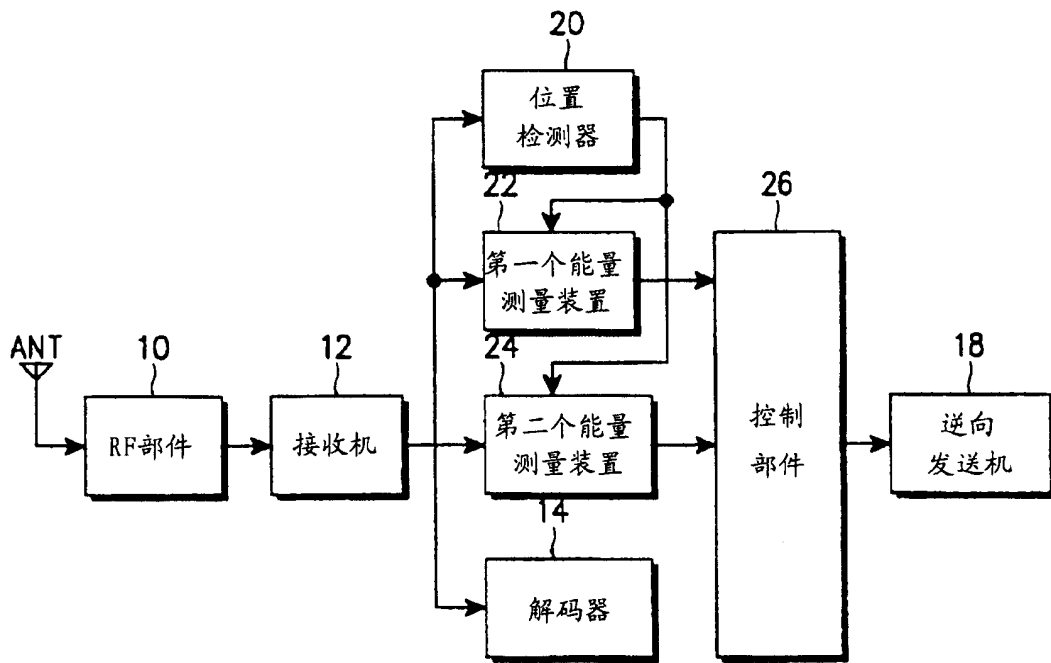 20
位置
检测器
22
第一个能量
测量装置
26
ANT
10
RF部件
12
接收机
24
第二个能量
测量装置
控制
部件
18
逆向
发送机
14
解码器